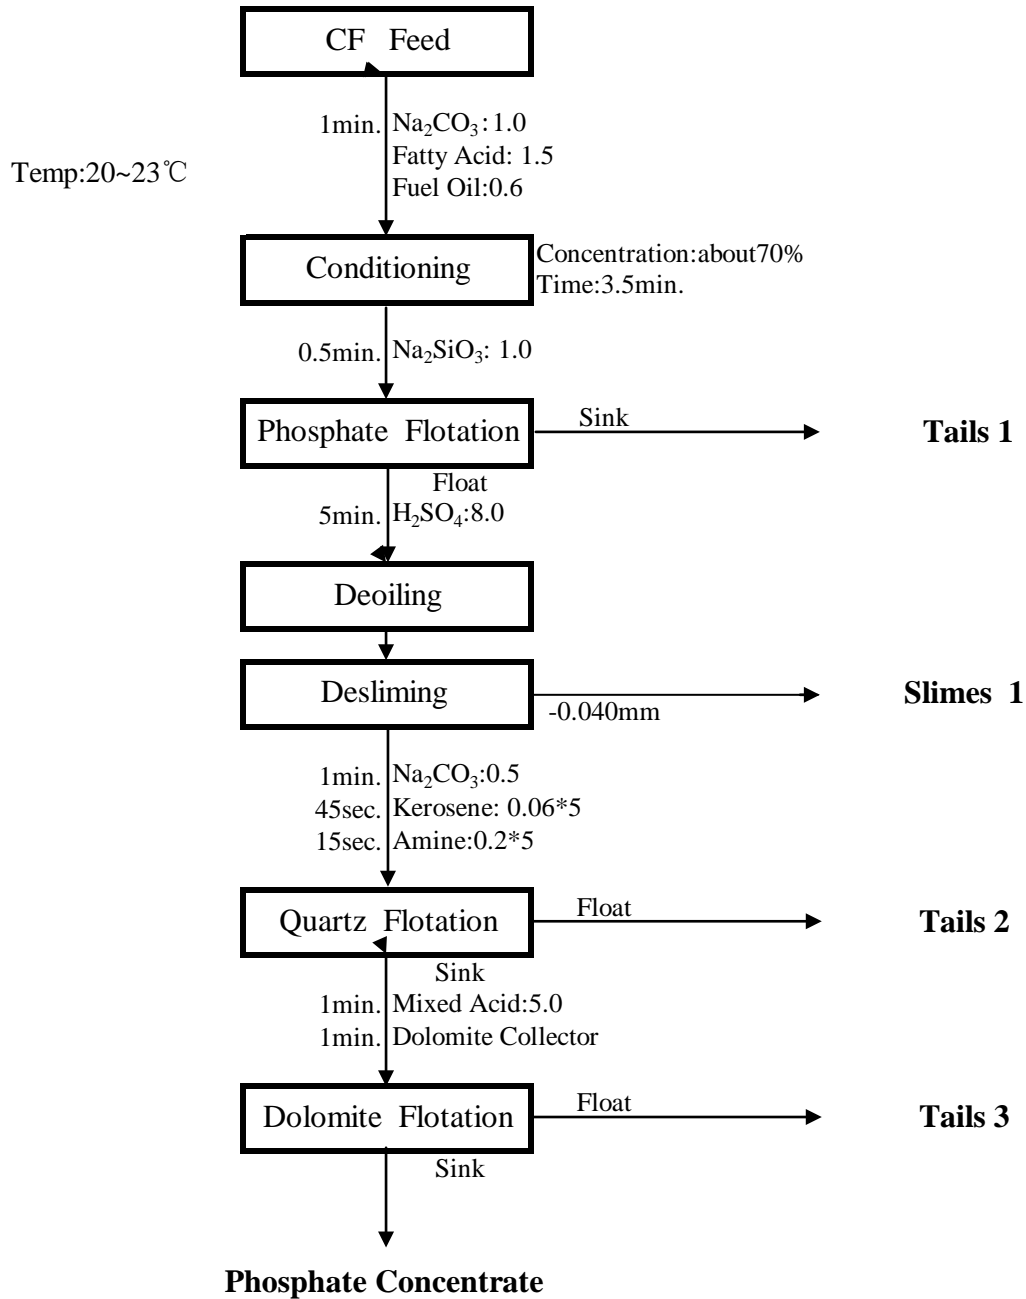 CF Feed
1min. Na₂CO₃:1.0
Fatty Acid: 1.5
Temp:20~23℃
Fuel Oil:0.6
Conditioning
Concentration:about70%
Time:3.5min.
0.5min. Na₂SiO₃: 1.0
Phosphate Flotation
Sink
Tails 1
Float
5min. H₂SO₄:8.0
Deoiling
Desliming
-0.040mm
Slimes 1
1min. Na₂CO₃:0.5
45sec. Kerosene: 0.06*5
15sec. Amine:0.2*5
Quartz Flotation
Float
Tails 2
Sink
1min. Mixed Acid:5.0
1min. Dolomite Collector
Dolomite Flotation
Float
Tails 3
Sink
Phosphate Concentrate